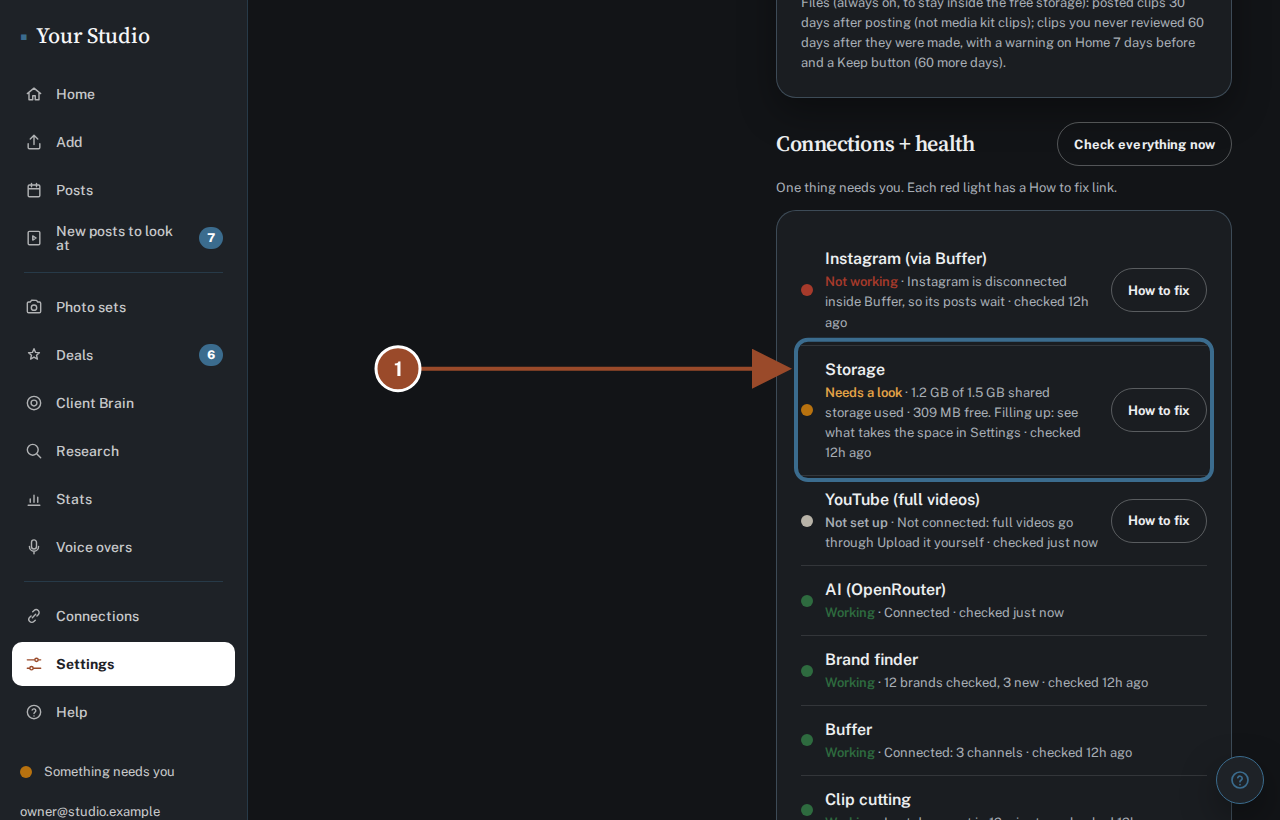 Your Studio
Home
Add
Posts
New posts to look
at
7
Photo sets
Deals
6
Client Brain
Research
Stats
Voice overs
Connections
Settings
Help
Something needs you
owner@studio.example
Files (always on, to stay inside the free storage): posted clips 30
days after posting (not media kit clips); clips you never reviewed 60
days after they were made, with a warning on Home 7 days before
and a Keep button (60 more days).
Connections + health
Check everything now
One thing needs you. Each red light has a How to fix link.
Instagram (via Buffer)
Not working · Instagram is disconnected
inside Buffer, so its posts wait · checked 12h
ago
How to fix
1
Storage
Needs a look · 1.2 GB of 1.5 GB shared
storage used · 309 MB free. Filling up: see
what takes the space in Settings · checked
12h ago
How to fix
YouTube (full videos)
Not set up · Not connected: full videos go
through Upload it yourself · checked just now
How to fix
AI (OpenRouter)
Working · Connected · checked just now
Brand finder
Working · 12 brands checked, 3 new · checked 12h ago
Buffer
Working · Connected: 3 channels · checked 12h ago
Clip cutting